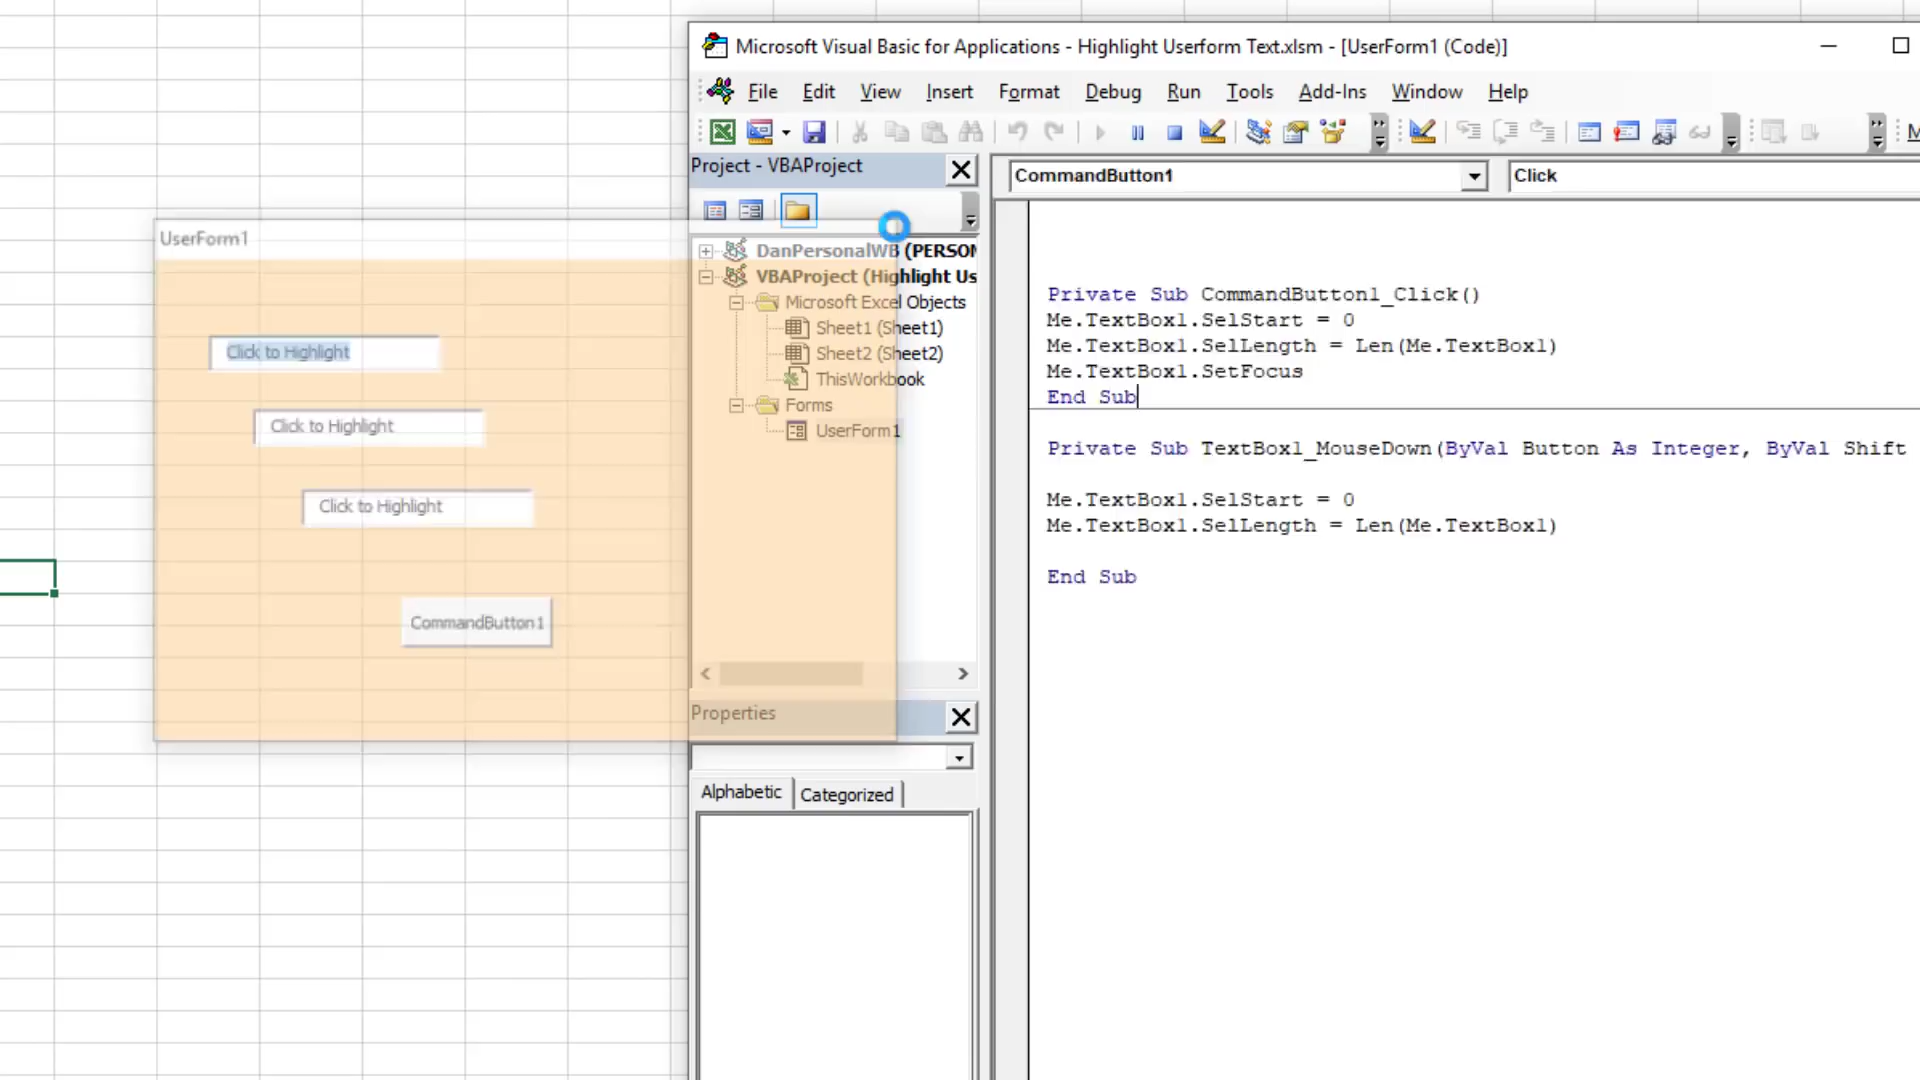 Microsoft Visual Basic for Applications - Highlight Userform Text.xlsm - [UserForm1 (Code)]
File Edit View Insert Format Debug Run Tools Add-Ins Window Help
Project - VBAProject
CommandButton1
Click
UserForm1
DanPersonalWB (PERSON
VBAProject (Highlight Us
Microsoft Excel Objects
Sheet1 (Sheet1)
Sheet2 (Sheet2)
ThisWorkbook
Forms
UserForm1
Click to Highlight
Click to Highlight
Click to Highlight
CommandButton1
Properties
Alphabetic
Categorized
Private Sub CommandButton1_Click()
Me.TextBox1.SelStart = 0
Me.TextBox1.SelLength = Len(Me.TextBox1)
Me.TextBox1.SetFocus
End Sub
Private Sub TextBox1_MouseDown(ByVal Button As Integer, ByVal Shift
Me.TextBox1.SelStart = 0
Me.TextBox1.SelLength = Len(Me.TextBox1)
End Sub